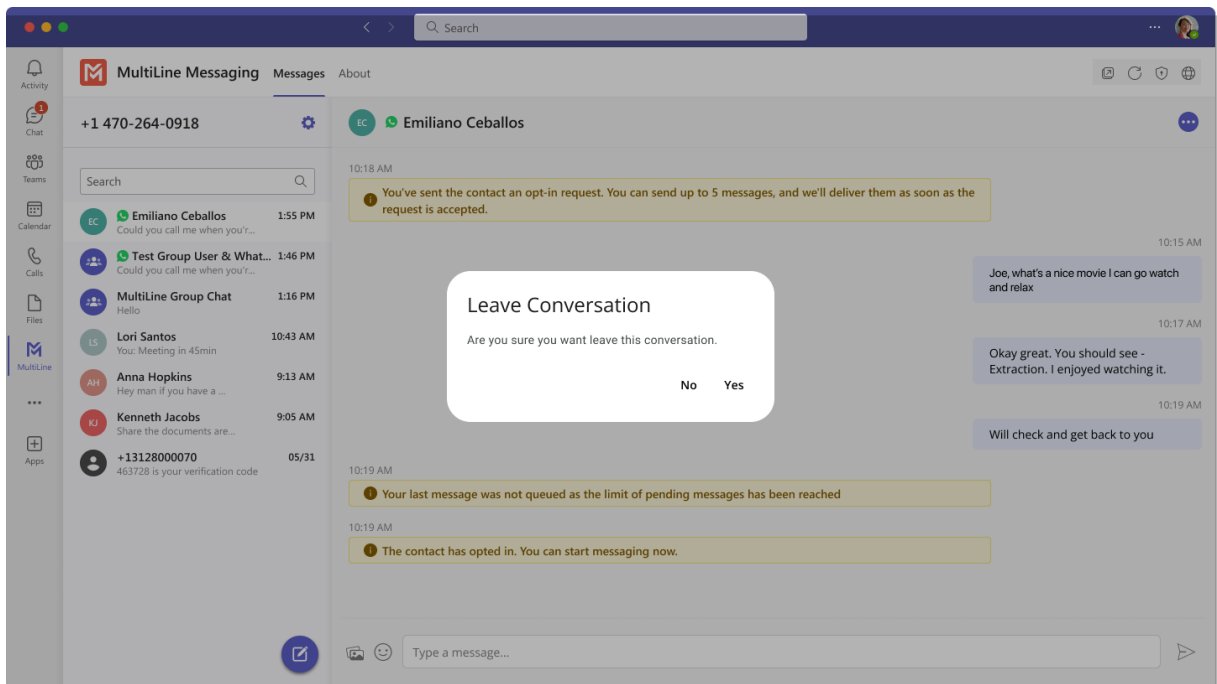 Search
MultiLine Messaging
Messages
About
Activity
1
Chat
Teams
Calendar
Calls
Files
MultiLine
Apps
+1 470-264-0918
Search
EC
Emiliano Ceballos
1:55 PM
Could you call me when you'r...
Test Group User & What...
1:46 PM
Could you call me when you'r...
MultiLine Group Chat
1:16 PM
Hello
LS
Lori Santos
10:43 AM
You: Meeting in 45min
AH
Anna Hopkins
9:13 AM
Hey man if you have a ...
KJ
Kenneth Jacobs
9:05 AM
Share the documents are...
+13128000070
05/31
463728 is your verification code
EC
Emiliano Ceballos
10:18 AM
You've sent the contact an opt-in request. You can send up to 5 messages, and we'll deliver them as soon as the
request is accepted.
10:15 AM
Joe, what's a nice movie I can go watch
and relax
10:17 AM
Okay great. You should see -
Extraction. I enjoyed watching it.
10:19 AM
Will check and get back to you
10:19 AM
Your last message was not queued as the limit of pending messages has been reached
10:19 AM
The contact has opted in. You can start messaging now.
Type a message...
Leave Conversation
Are you sure you want leave this conversation.
No
Yes